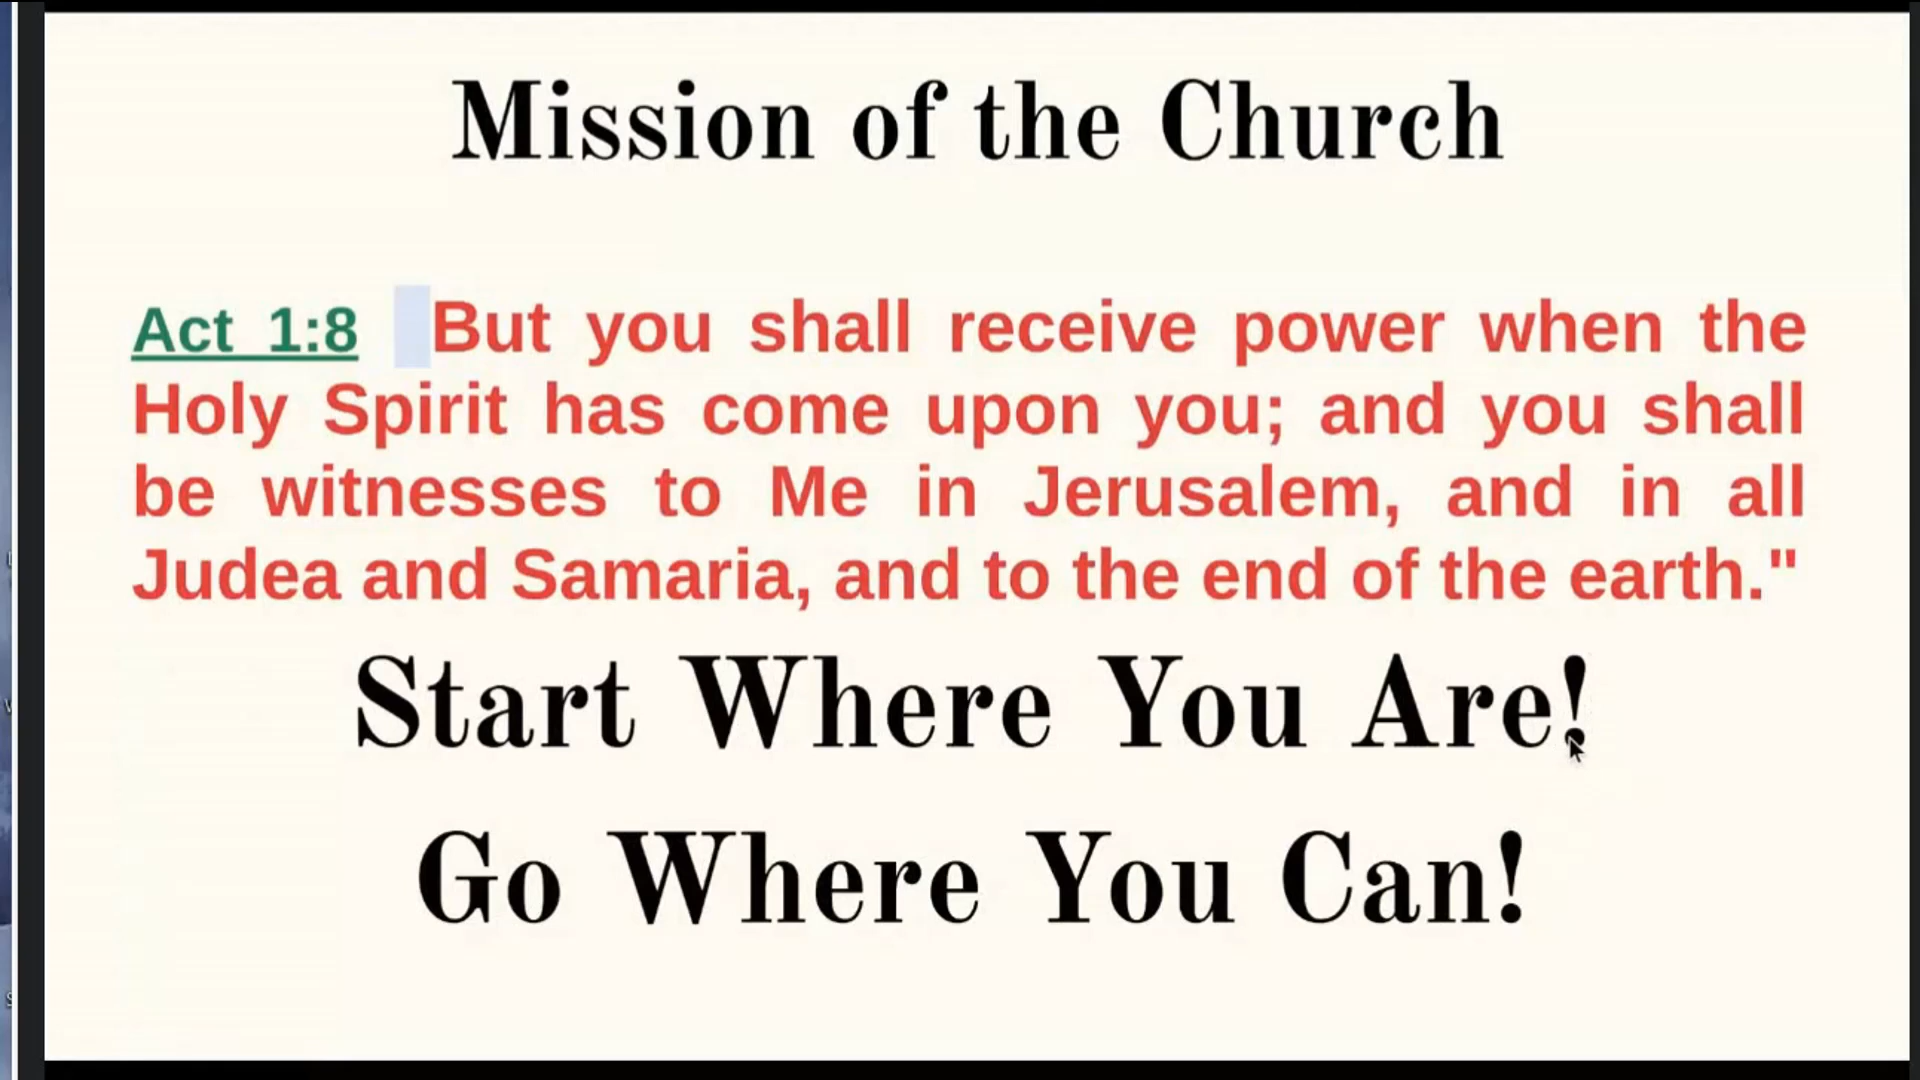 Mission of the Church
Act 1:8 But you shall receive power when the
Holy Spirit has come upon you; and you shall
be witnesses to Me in Jerusalem, and in all
Judea and Samaria, and to the end of the earth."
Start Where You Are!
Go Where You Can!